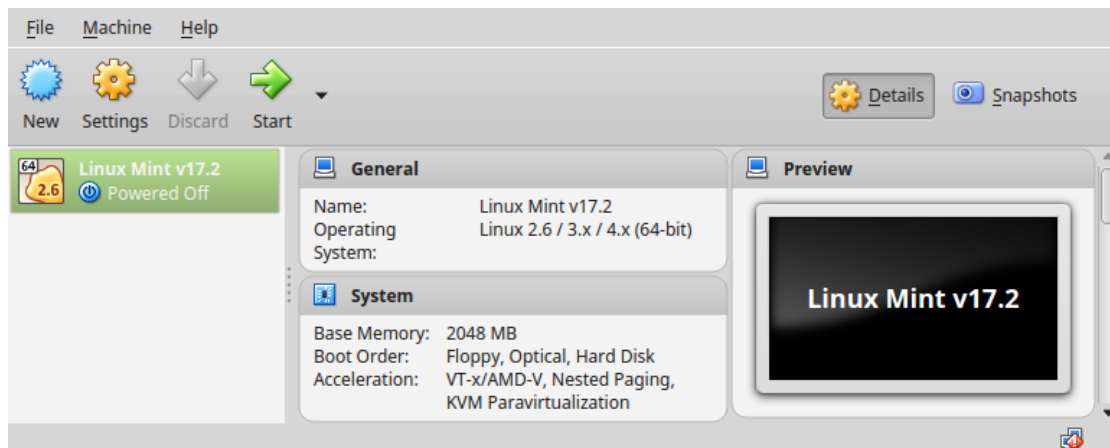 File Machine Help
New Settings Discard Start
Details Snapshots
64
2.6
Linux Mint v17.2
Powered Off
General
Name: Linux Mint v17.2
Operating System: Linux 2.6 / 3.x / 4.x (64-bit)
System
Base Memory: 2048 MB
Boot Order: Floppy, Optical, Hard Disk
Acceleration: VT-x/AMD-V, Nested Paging,
KVM Paravirtualization
Preview
Linux Mint v17.2